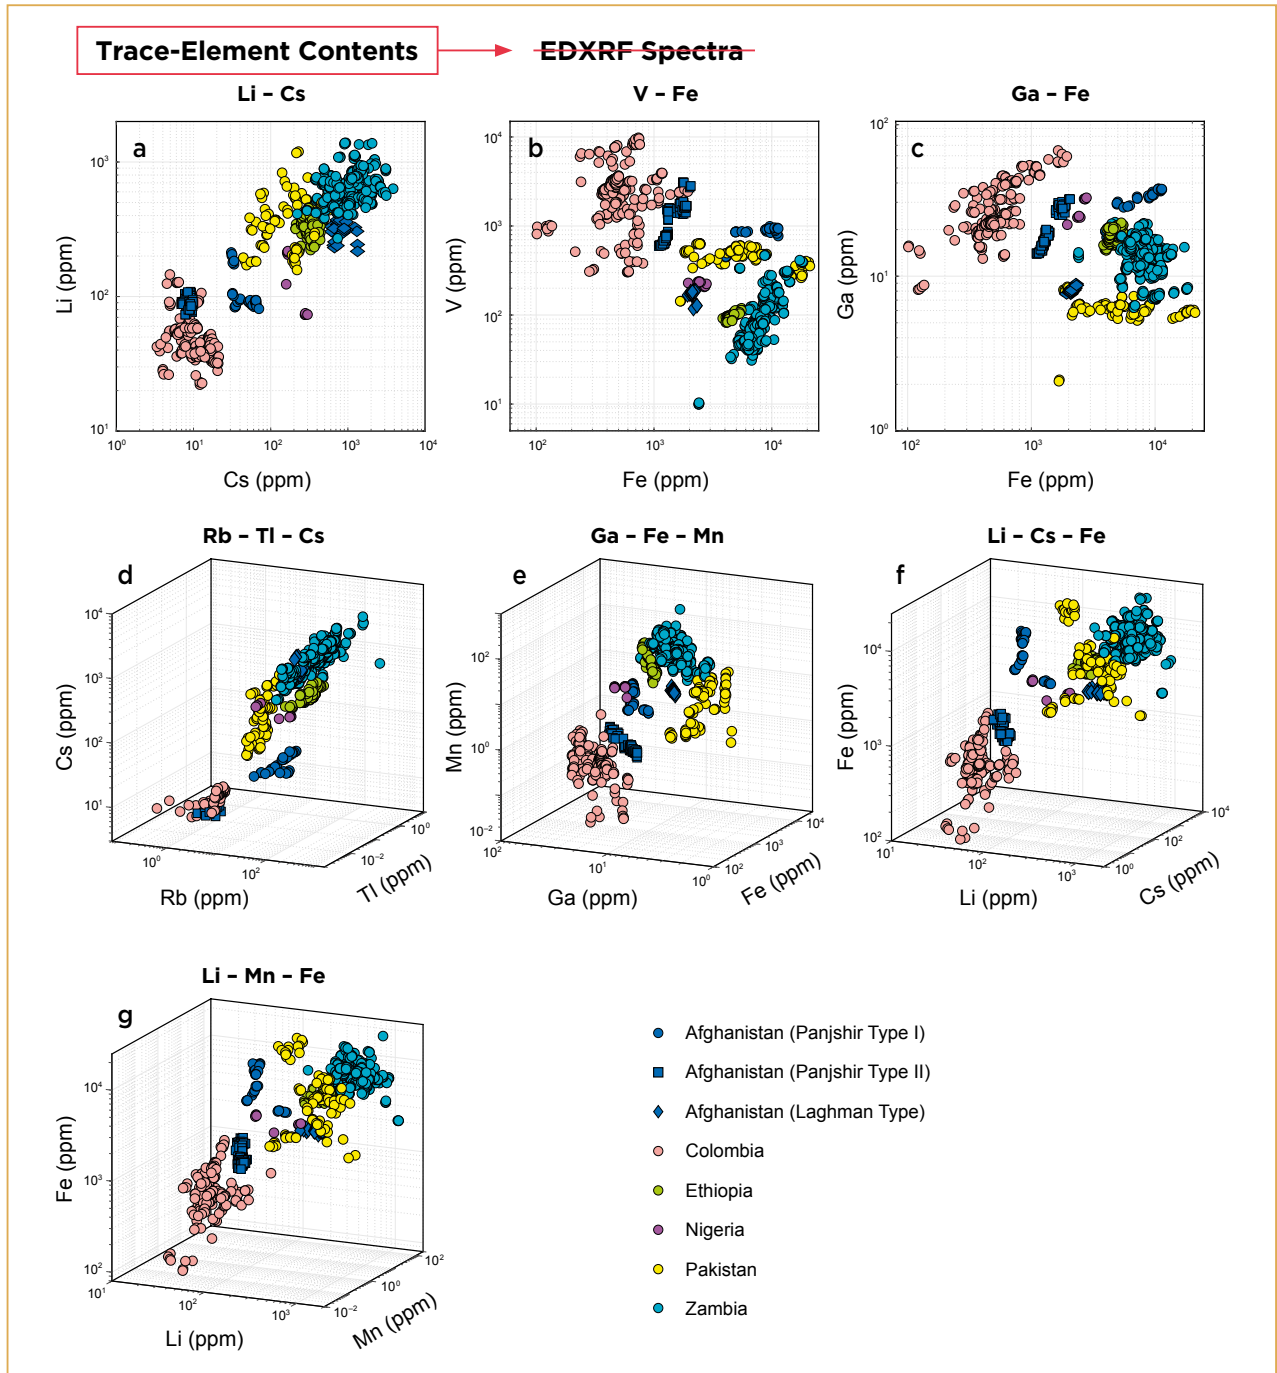 Trace-Element Contents EDXRF Spectra
Li – Cs
V – Fe
Ga – Fe
a
10³
10²
10¹
Li (ppm)
10⁰ 10¹ 10² 10³ 10⁴
Cs (ppm)
b
10⁴
10³
10²
10¹
V (ppm)
10² 10³ 10⁴
Fe (ppm)
c
10²
10¹
10⁰
Ga (ppm)
10² 10³ 10⁴
Fe (ppm)
Rb – Tl – Cs
Ga – Fe – Mn
Li – Cs – Fe
d
10⁴
10³
10²
10¹
Cs (ppm)
10⁰ 10²
Rb (ppm)
10⁻² 10⁰
Tl (ppm)
e
10²
10⁰
10⁻²
Mn (ppm)
10² 10¹ 10⁰
Ga (ppm)
10² 10³ 10⁴
Fe (ppm)
f
10⁴
10³
10²
Fe (ppm)
10¹ 10² 10³
Li (ppm)
10⁰ 10² 10⁴
Cs (ppm)
Li – Mn – Fe
g
10⁴
10³
10²
Fe (ppm)
10¹ 10² 10³
Li (ppm)
10⁻² 10⁰ 10²
Mn (ppm)
Afghanistan (Panjshir Type I)
Afghanistan (Panjshir Type II)
Afghanistan (Laghman Type)
Colombia
Ethiopia
Nigeria
Pakistan
Zambia